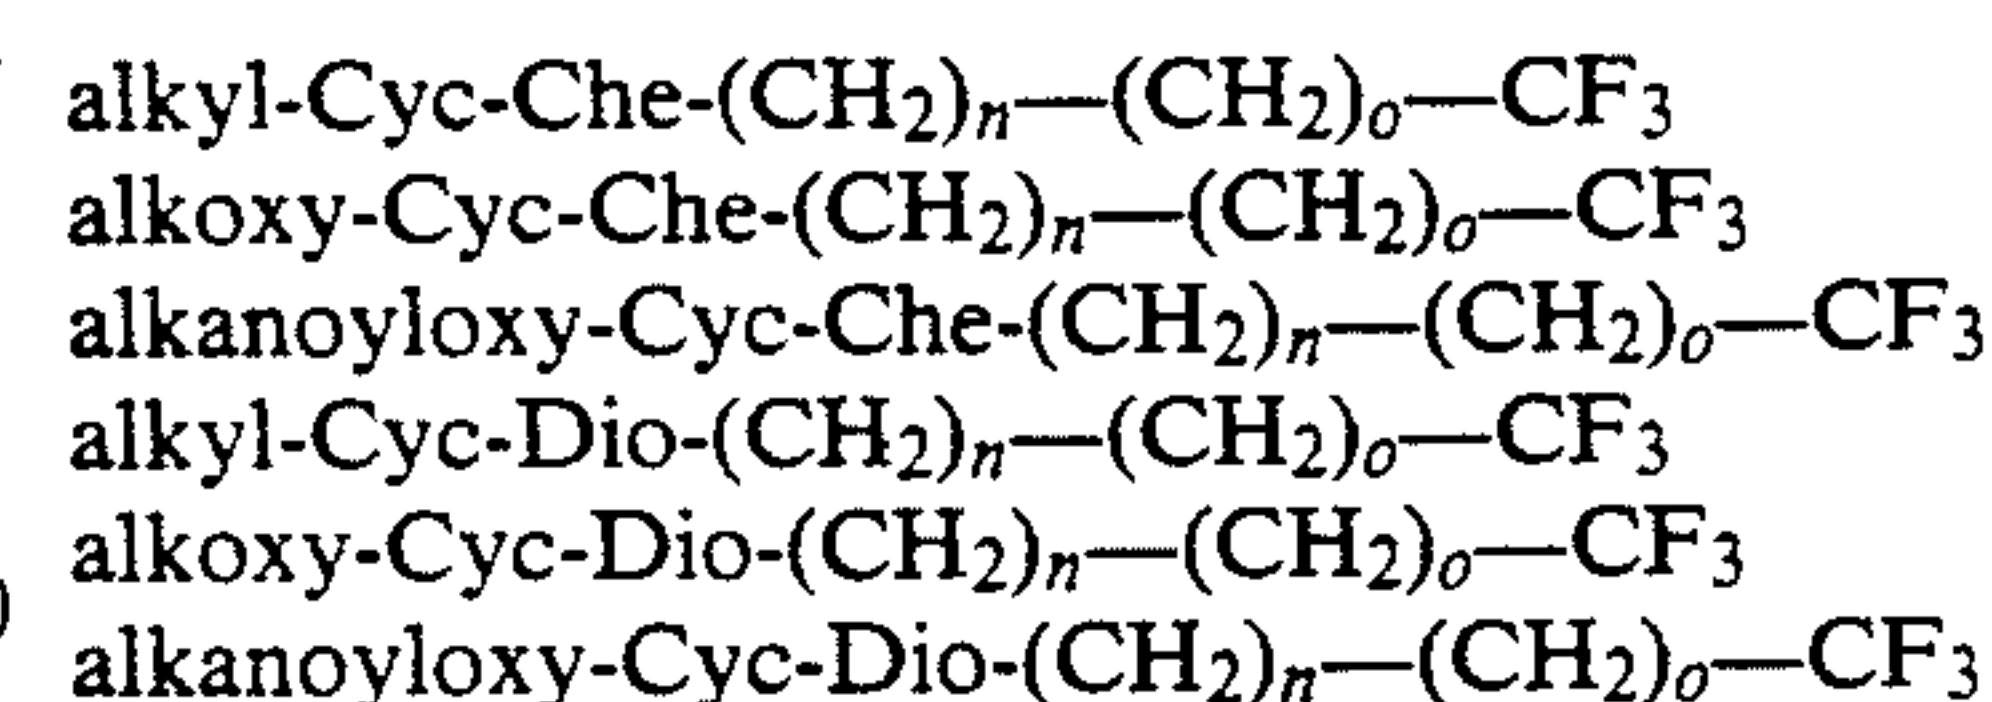 alkyl-Cyc-Che-(CH2)n—(CH2)o—CF3
alkoxy-Cyc-Che-(CH2)n—(CH2)o—CF3
alkanoyloxy-Cyc-Che-(CH2)n—(CH2)o—CF3
alkyl-Cyc-Dio-(CH2)n—(CH2)o—CF3
alkoxy-Cyc-Dio-(CH2)n—(CH2)o—CF3
alkanoyloxy-Cyc-Dio-(CH2)n—(CH2)o—CF3